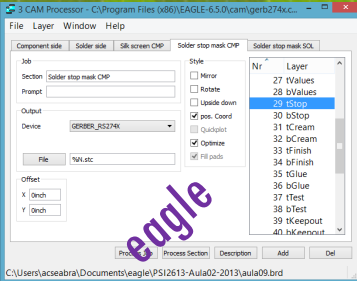 3 CAM Processor - C:\Program Files (x86)\EAGLE-6.5.0\cam\gerb274x.c...
File Layer Window Help
Component side Solder side Silk screen CMP Solder stop mask CMP Solder stop mask SOL
Job
Section Solder stop mask CMP
Prompt
Output
Device GERBER_RS274X
File %N.stc
Offset
X 0inch
Y 0inch
Style
Mirror
Rotate
Upside down
pos. Coord
Quickplot
Optimize
Fill pads
Nr Layer
27 tValues
28 bValues
29 tStop
30 bStop
31 tCream
32 bCream
33 tFinish
34 bFinish
35 tGlue
36 bGlue
37 tTest
38 bTest
39 tKeepout
40 bKeepout
eagle
Process Job Process Section Description Add Del
C:\Users\acseabra\Documents\eagle\PSI2613-Aula02-2013\aula09.brd